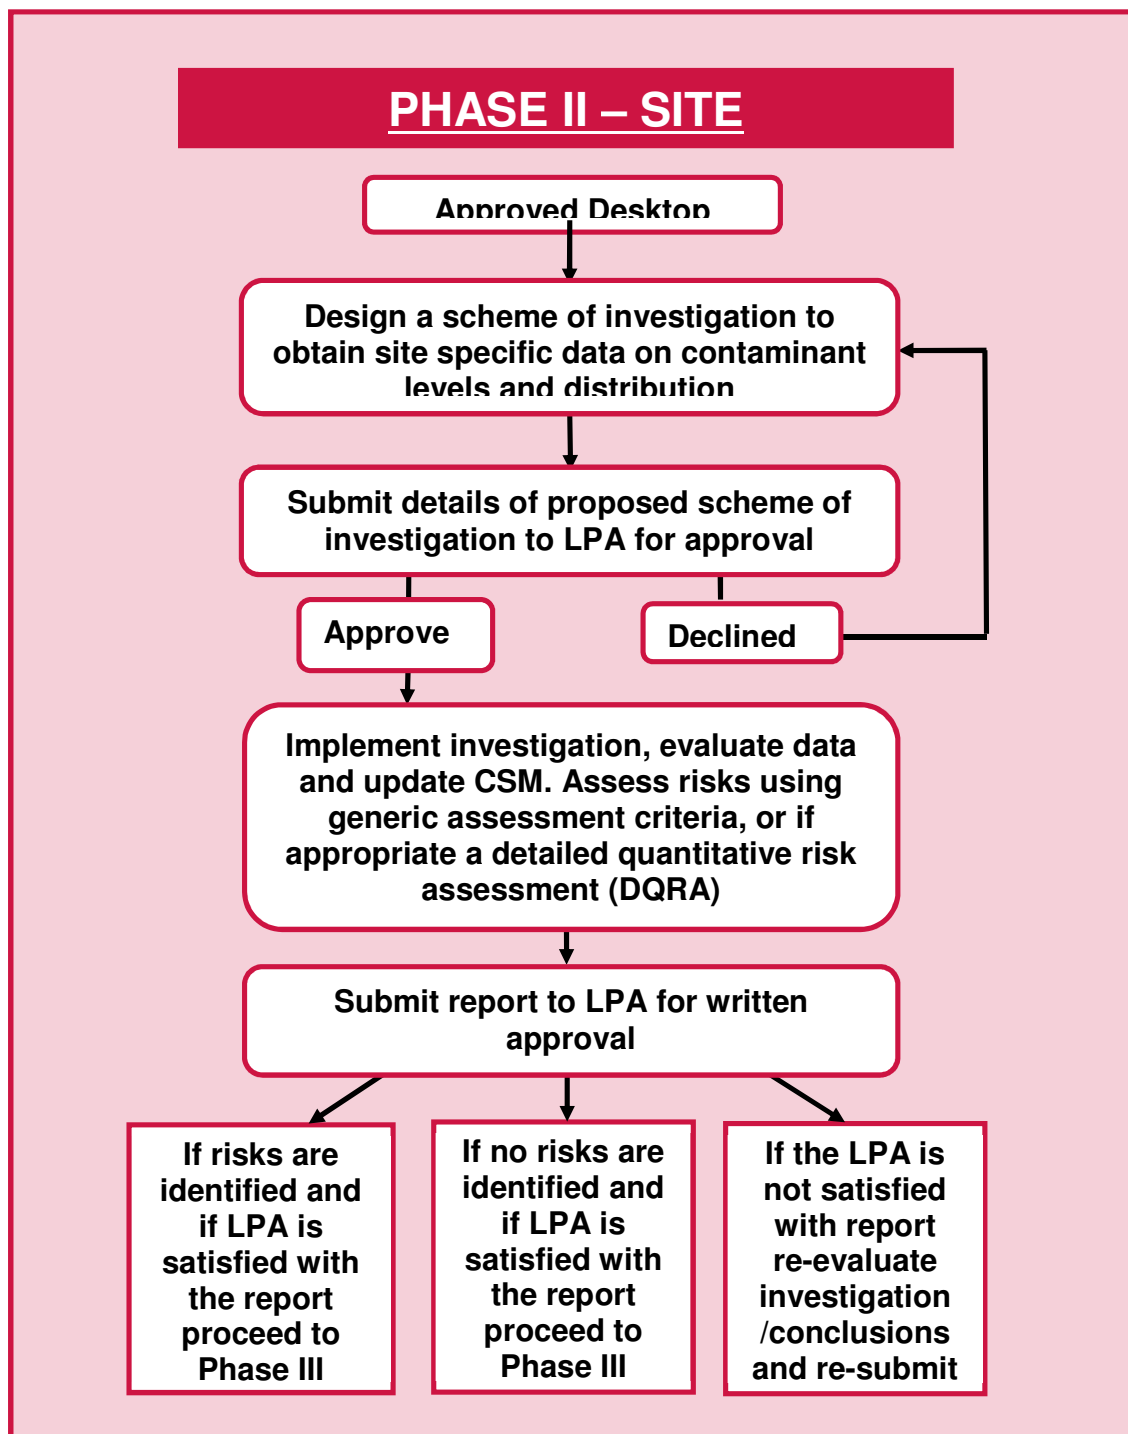 PHASE II – SITE
Approved Desktop
Design a scheme of investigation to
obtain site specific data on contaminant
levels and distribution
Submit details of proposed scheme of
investigation to LPA for approval
Approve
Declined
Implement investigation, evaluate data
and update CSM. Assess risks using
generic assessment criteria, or if
appropriate a detailed quantitative risk
assessment (DQRA)
Submit report to LPA for written
approval
If risks are
identified and
if LPA is
satisfied with
the report
proceed to
Phase III
If no risks are
identified and
if LPA is
satisfied with
the report
proceed to
Phase III
If the LPA is
not satisfied
with report
re-evaluate
investigation
/conclusions
and re-submit